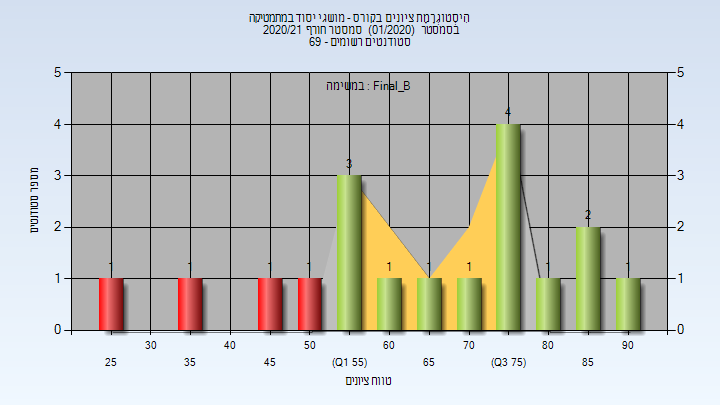 היסטוגרמת ציונים בקורס - מושגי יסוד במתמטיקה
בסמסטר (01/2020) סמסטר חורף 2020/21
סטודנטים רשומים - 69
במשימה : Final_B
מספר סטודנטים
5 5
4 4
3 3
2 2
1 1
0 0
1 1 1 1 3 1 1 1 4 1 2 1
30 40 50 60 70 80 90
25 35 45 (Q1 55) 65 (Q3 75) 85
טווח ציונים